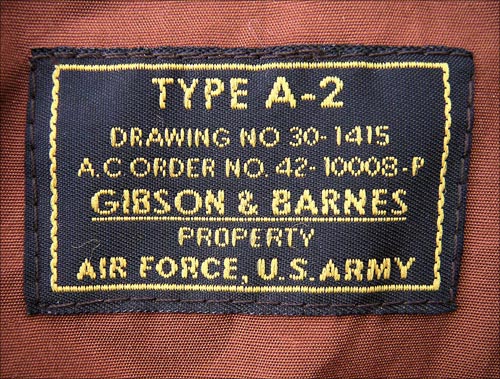 TYPE A-2
DRAWING NO 30-1415
A.C ORDER NO. 42-10008-P
GIBSON & BARNES
PROPERTY
AIR FORCE, U.S. ARMY